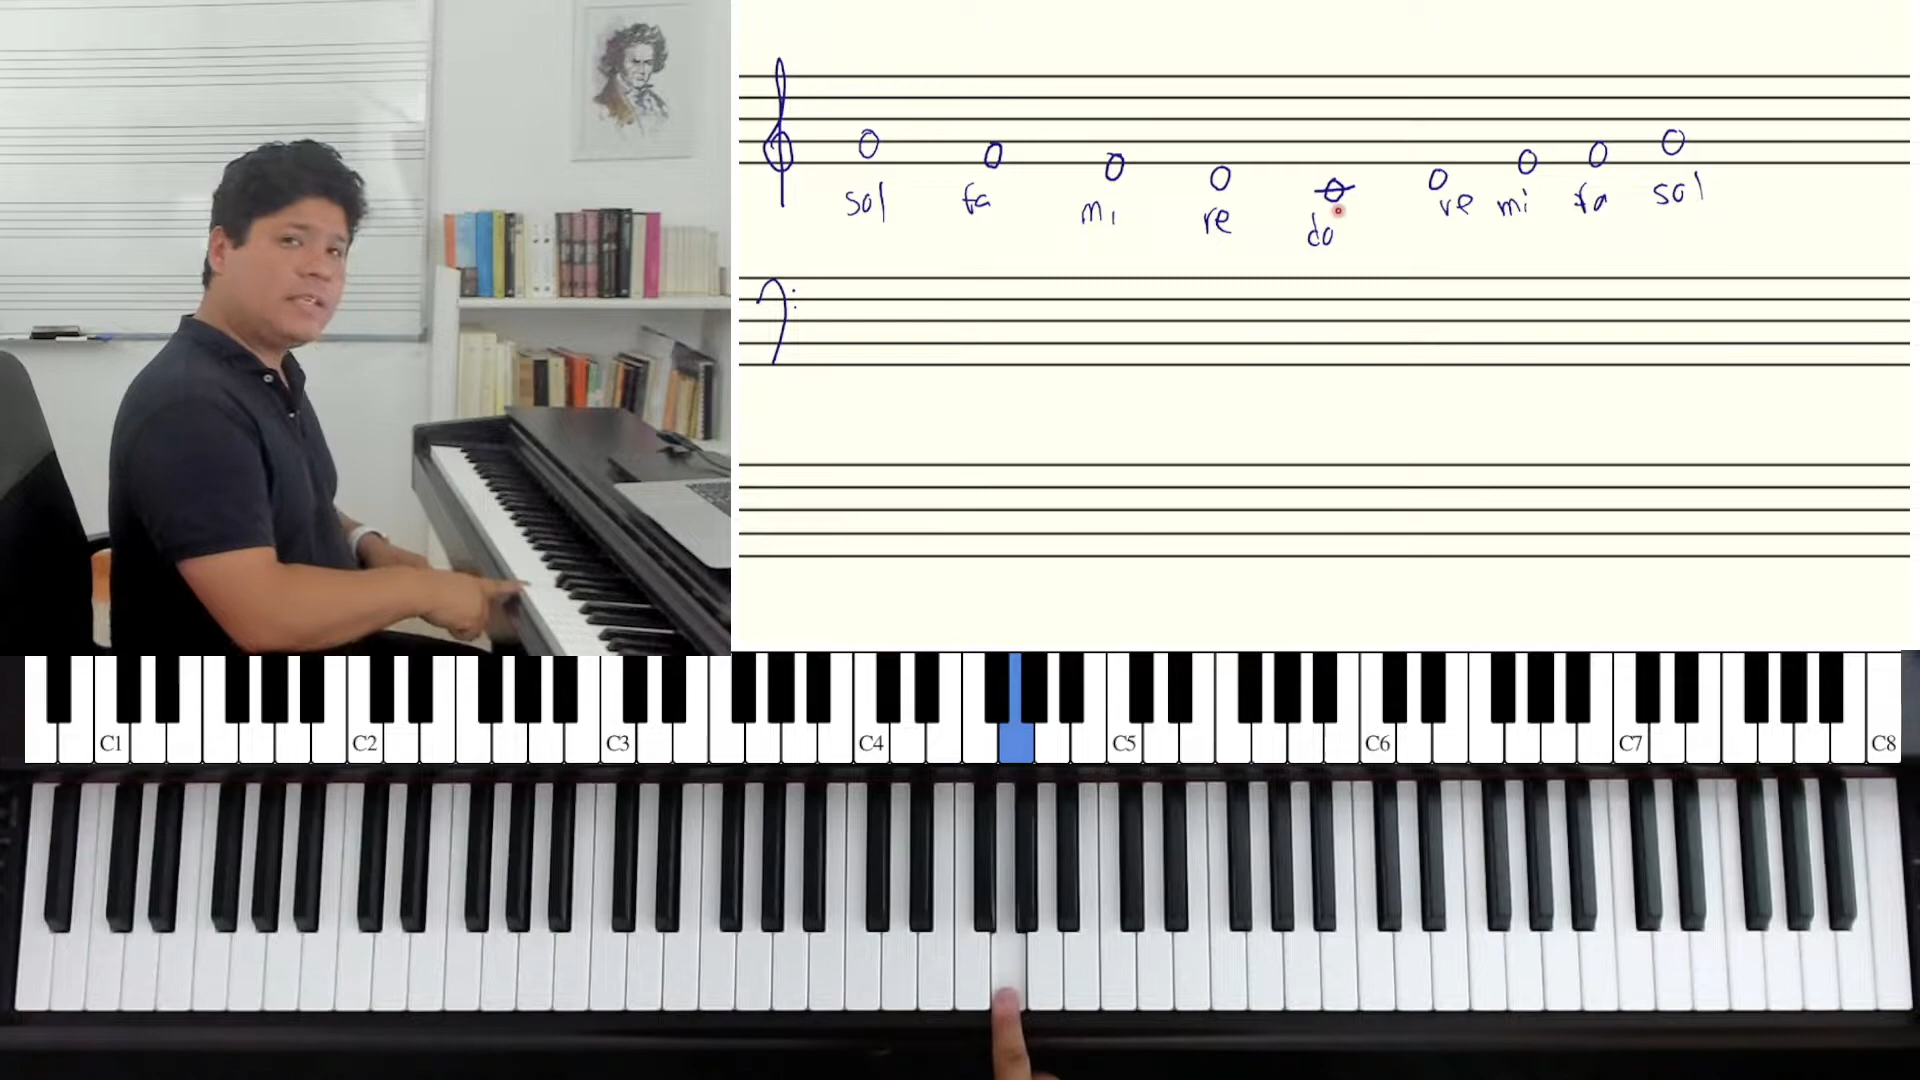 sol fa mi re do re mi fa sol
C1 C2 C3 C4 C5 C6 C7 C8